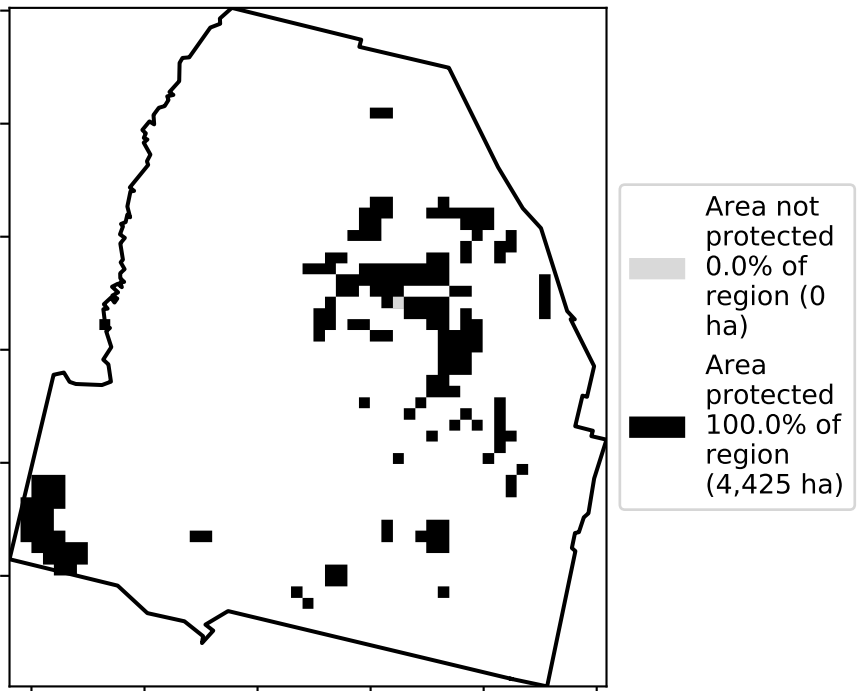 Area not
protected
0.0% of
region (0
ha)
Area
protected
100.0% of
region
(4,425 ha)